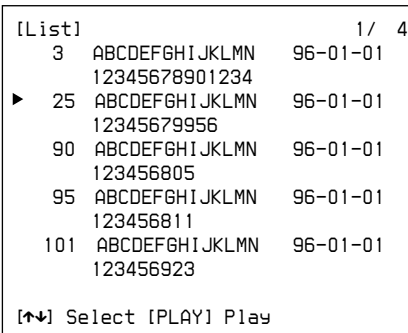 [List] 1/ 4
3 ABCDEFGHIJKLMN 96-01-01
12345678901234
▶ 25 ABCDEFGHIJKLMN 96-01-01
12345679956
90 ABCDEFGHIJKLMN 96-01-01
123456805
95 ABCDEFGHIJKLMN 96-01-01
123456811
101 ABCDEFGHIJKLMN 96-01-01
123456923
[↑↓] Select [PLAY] Play